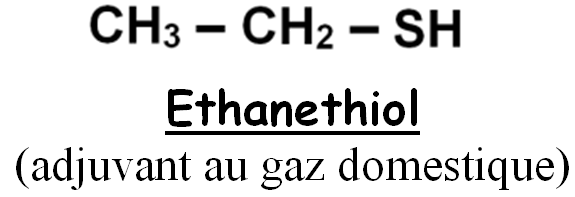 CH₃ – CH₂ – SH
Ethanethiol
(adjuvant au gaz domestique)